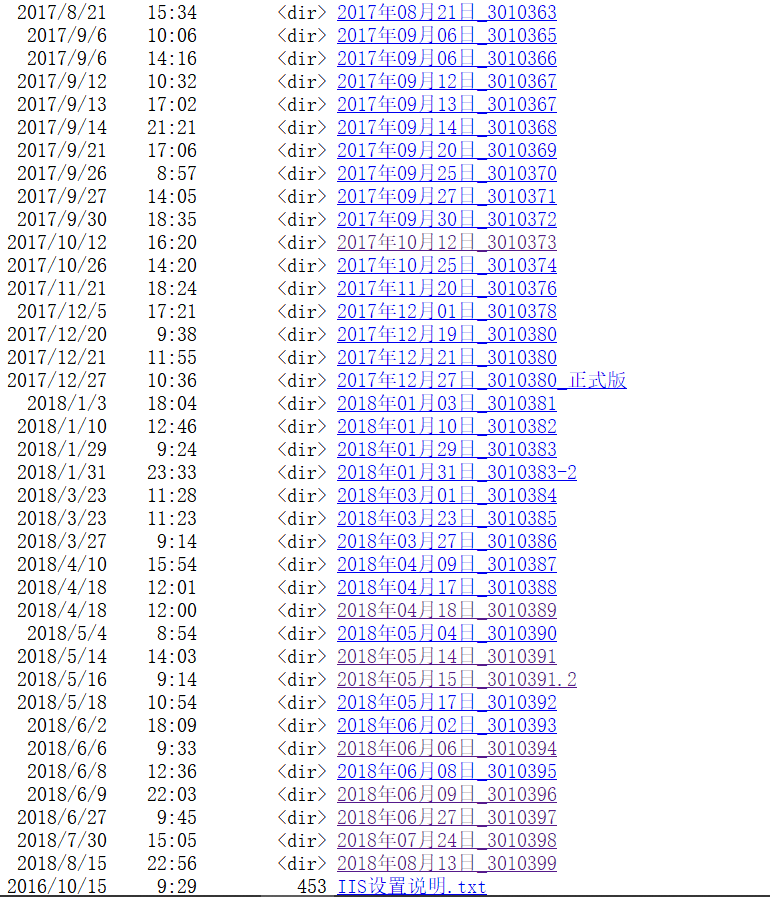 2017/8/21 15:34 <dir> 2017年08月21日_3010363
2017/9/6 10:06 <dir> 2017年09月06日_3010365
2017/9/6 14:16 <dir> 2017年09月06日_3010366
2017/9/12 10:32 <dir> 2017年09月12日_3010367
2017/9/13 17:02 <dir> 2017年09月13日_3010367
2017/9/14 21:21 <dir> 2017年09月14日_3010368
2017/9/21 17:06 <dir> 2017年09月20日_3010369
2017/9/26 8:57 <dir> 2017年09月25日_3010370
2017/9/27 14:05 <dir> 2017年09月27日_3010371
2017/9/30 18:35 <dir> 2017年09月30日_3010372
2017/10/12 16:20 <dir> 2017年10月12日_3010373
2017/10/26 14:20 <dir> 2017年10月25日_3010374
2017/11/21 18:24 <dir> 2017年11月20日_3010376
2017/12/5 17:21 <dir> 2017年12月01日_3010378
2017/12/20 9:38 <dir> 2017年12月19日_3010380
2017/12/21 11:55 <dir> 2017年12月21日_3010380
2017/12/27 10:36 <dir> 2017年12月27日_3010380_正式版
2018/1/3 18:04 <dir> 2018年01月03日_3010381
2018/1/10 12:46 <dir> 2018年01月10日_3010382
2018/1/29 9:24 <dir> 2018年01月29日_3010383
2018/1/31 23:33 <dir> 2018年01月31日_3010383-2
2018/3/23 11:28 <dir> 2018年03月01日_3010384
2018/3/23 11:23 <dir> 2018年03月23日_3010385
2018/3/27 9:14 <dir> 2018年03月27日_3010386
2018/4/10 15:54 <dir> 2018年04月09日_3010387
2018/4/18 12:01 <dir> 2018年04月17日_3010388
2018/4/18 12:00 <dir> 2018年04月18日_3010389
2018/5/4 8:54 <dir> 2018年05月04日_3010390
2018/5/14 14:03 <dir> 2018年05月14日_3010391
2018/5/16 9:14 <dir> 2018年05月15日_3010391.2
2018/5/18 10:54 <dir> 2018年05月17日_3010392
2018/6/2 18:09 <dir> 2018年06月02日_3010393
2018/6/6 9:33 <dir> 2018年06月06日_3010394
2018/6/8 12:36 <dir> 2018年06月08日_3010395
2018/6/9 22:03 <dir> 2018年06月09日_3010396
2018/6/27 9:45 <dir> 2018年06月27日_3010397
2018/7/30 15:05 <dir> 2018年07月24日_3010398
2018/8/15 22:56 <dir> 2018年08月13日_3010399
2016/10/15 9:29 453 IIS设置说明.txt